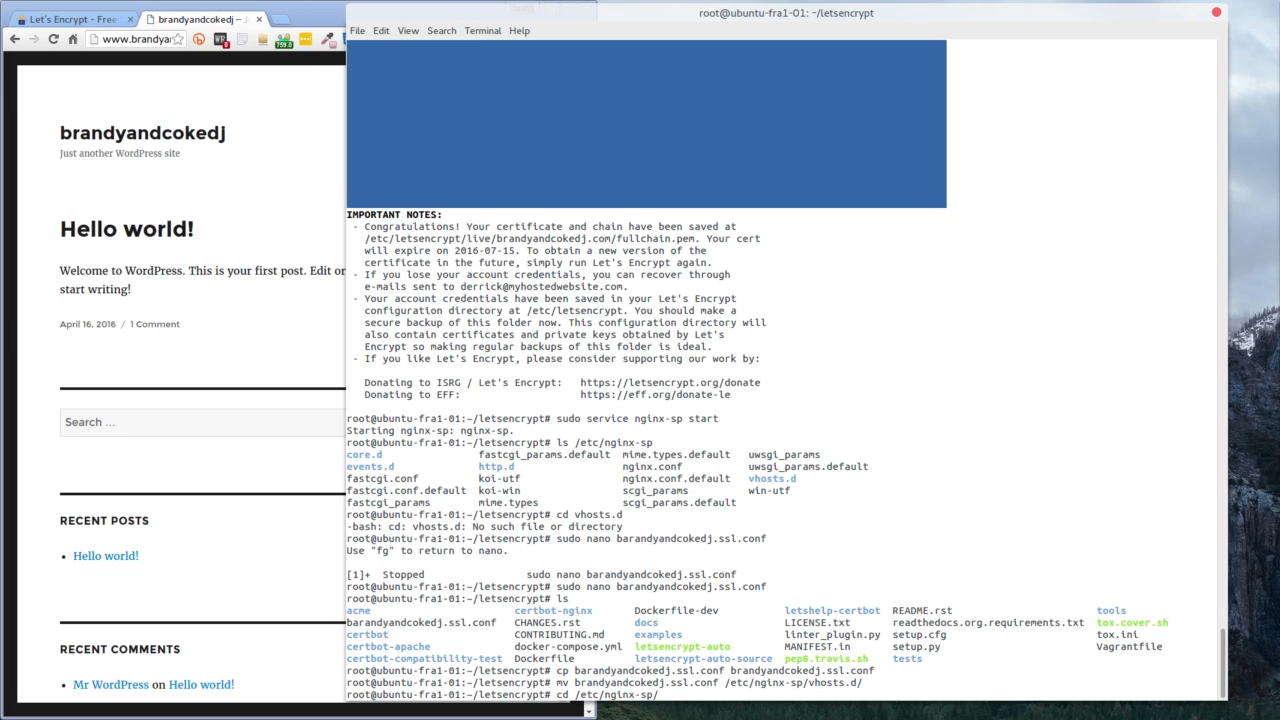 Let's Encrypt - Free
brandyandcokedj –
root@ubuntu-fra1-01: ~/letsencrypt
File Edit View Search Terminal Help
www.brandya
brandyandcokedj
Just another WordPress site
Hello world!
Welcome to WordPress. This is your first post. Edit or
start writing!
April 16, 2016 / 1 Comment
Search …
RECENT POSTS
Hello world!
RECENT COMMENTS
Mr WordPress on Hello world!
IMPORTANT NOTES:
- Congratulations! Your certificate and chain have been saved at
/etc/letsencrypt/live/brandyandcokedj.com/fullchain.pem. Your cert
will expire on 2016-07-15. To obtain a new version of the
certificate in the future, simply run Let's Encrypt again.
- If you lose your account credentials, you can recover through
e-mails sent to derrick@myhostedwebsite.com.
- Your account credentials have been saved in your Let's Encrypt
configuration directory at /etc/letsencrypt. You should make a
secure backup of this folder now. This configuration directory will
also contain certificates and private keys obtained by Let's
Encrypt so making regular backups of this folder is ideal.
- If you like Let's Encrypt, please consider supporting our work by:
Donating to ISRG / Let's Encrypt: https://letsencrypt.org/donate
Donating to EFF: https://eff.org/donate-le
root@ubuntu-fra1-01:~/letsencrypt# sudo service nginx-sp start
Starting nginx-sp: nginx-sp.
root@ubuntu-fra1-01:~/letsencrypt# ls /etc/nginx-sp
core.d fastcgi_params.default mime.types.default uwsgi_params
events.d http.d nginx.conf uwsgi_params.default
fastcgi.conf koi-utf nginx.conf.default vhosts.d
fastcgi.conf.default koi-win scgi_params win-utf
fastcgi_params mime.types scgi_params.default
root@ubuntu-fra1-01:~/letsencrypt# cd vhosts.d
-bash: cd: vhosts.d: No such file or directory
root@ubuntu-fra1-01:~/letsencrypt# sudo nano barandyandcokedj.ssl.conf
Use "fg" to return to nano.
[1]+ Stopped sudo nano barandyandcokedj.ssl.conf
root@ubuntu-fra1-01:~/letsencrypt# sudo nano barandyandcokedj.ssl.conf
root@ubuntu-fra1-01:~/letsencrypt# ls
acme certbot-nginx Dockerfile-dev letshelp-certbot README.rst tools
barandyandcokedj.ssl.conf CHANGES.rst docs LICENSE.txt readthedocs.org.requirements.txt tox.cover.sh
certbot CONTRIBUTING.md examples linter_plugin.py setup.cfg tox.ini
certbot-apache docker-compose.yml letsencrypt-auto MANIFEST.in setup.py Vagrantfile
certbot-compatibility-test Dockerfile letsencrypt-auto-source pep8.travis.sh tests
root@ubuntu-fra1-01:~/letsencrypt# cp barandyandcokedj.ssl.conf brandyandcokedj.ssl.conf
root@ubuntu-fra1-01:~/letsencrypt# mv brandyandcokedj.ssl.conf /etc/nginx-sp/vhosts.d/
root@ubuntu-fra1-01:~/letsencrypt# cd /etc/nginx-sp/